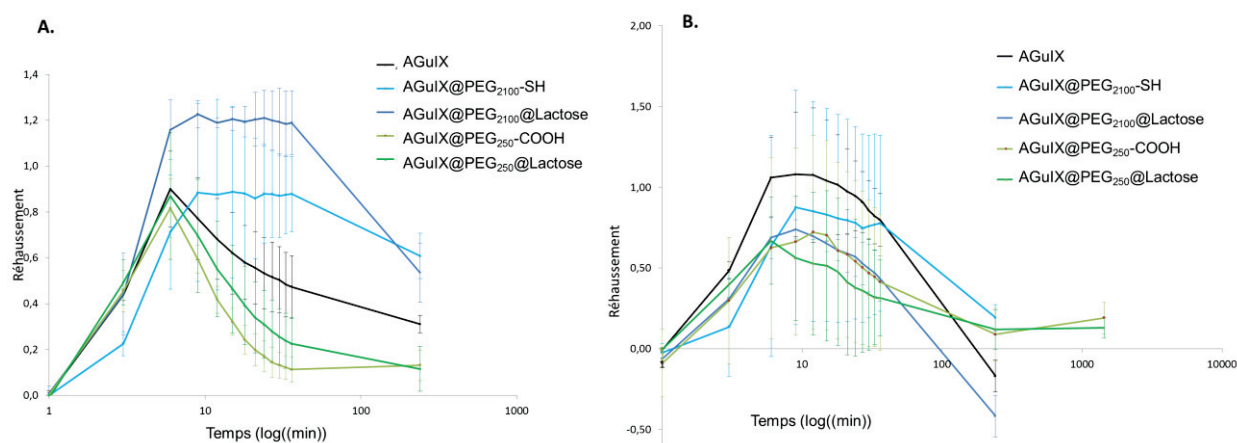 A.
Réhaussement
1,4
1,2
1,0
0,8
0,6
0,4
0,2
0,0
1
10
100
1000
Temps (log((min))
AGuIX
AGuIX@PEG2100-SH
AGuIX@PEG2100@Lactose
AGuIX@PEG250-COOH
AGuIX@PEG250@Lactose
B.
Réhaussement
2,00
1,50
1,00
0,50
0,00
-0,50
1
10
100
1000
10000
Temps (log((min))
AGuIX
AGuIX@PEG2100-SH
AGuIX@PEG2100@Lactose
AGuIX@PEG250-COOH
AGuIX@PEG250@Lactose